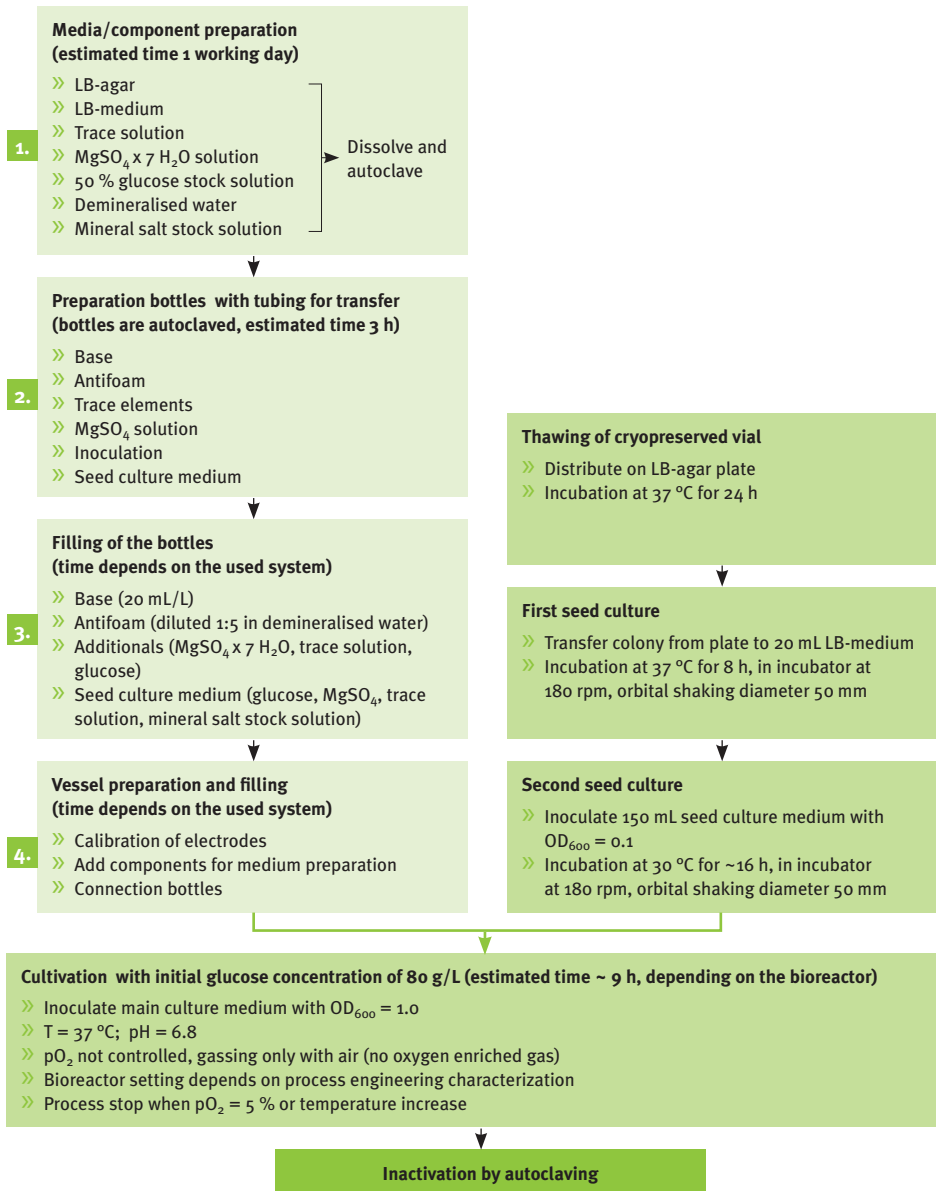 Media/component preparation
(estimated time 1 working day)
» LB-agar
» LB-medium
» Trace solution
» MgSO₄ x 7 H₂O solution
» 50 % glucose stock solution
» Demineralised water
» Mineral salt stock solution
1.
Dissolve and
autoclave
Preparation bottles with tubing for transfer
(bottles are autoclaved, estimated time 3 h)
» Base
» Antifoam
» Trace elements
» MgSO₄ solution
» Inoculation
» Seed culture medium
2.
Filling of the bottles
(time depends on the used system)
» Base (20 mL/L)
» Antifoam (diluted 1:5 in demineralised water)
» Additionals (MgSO₄ x 7 H₂O, trace solution,
glucose)
» Seed culture medium (glucose, MgSO₄, trace
solution, mineral salt stock solution)
3.
Vessel preparation and filling
(time depends on the used system)
» Calibration of electrodes
» Add components for medium preparation
» Connection bottles
4.
Thawing of cryopreserved vial
» Distribute on LB-agar plate
» Incubation at 37 °C for 24 h
First seed culture
» Transfer colony from plate to 20 mL LB-medium
» Incubation at 37 °C for 8 h, in incubator at
180 rpm, orbital shaking diameter 50 mm
Second seed culture
» Inoculate 150 mL seed culture medium with
OD₆₀₀ = 0.1
» Incubation at 30 °C for ~16 h, in incubator
at 180 rpm, orbital shaking diameter 50 mm
Cultivation with initial glucose concentration of 80 g/L (estimated time ~ 9 h, depending on the bioreactor)
» Inoculate main culture medium with OD₆₀₀ = 1.0
» T = 37 °C; pH = 6.8
» pO₂ not controlled, gassing only with air (no oxygen enriched gas)
» Bioreactor setting depends on process engineering characterization
» Process stop when pO₂ = 5 % or temperature increase
Inactivation by autoclaving